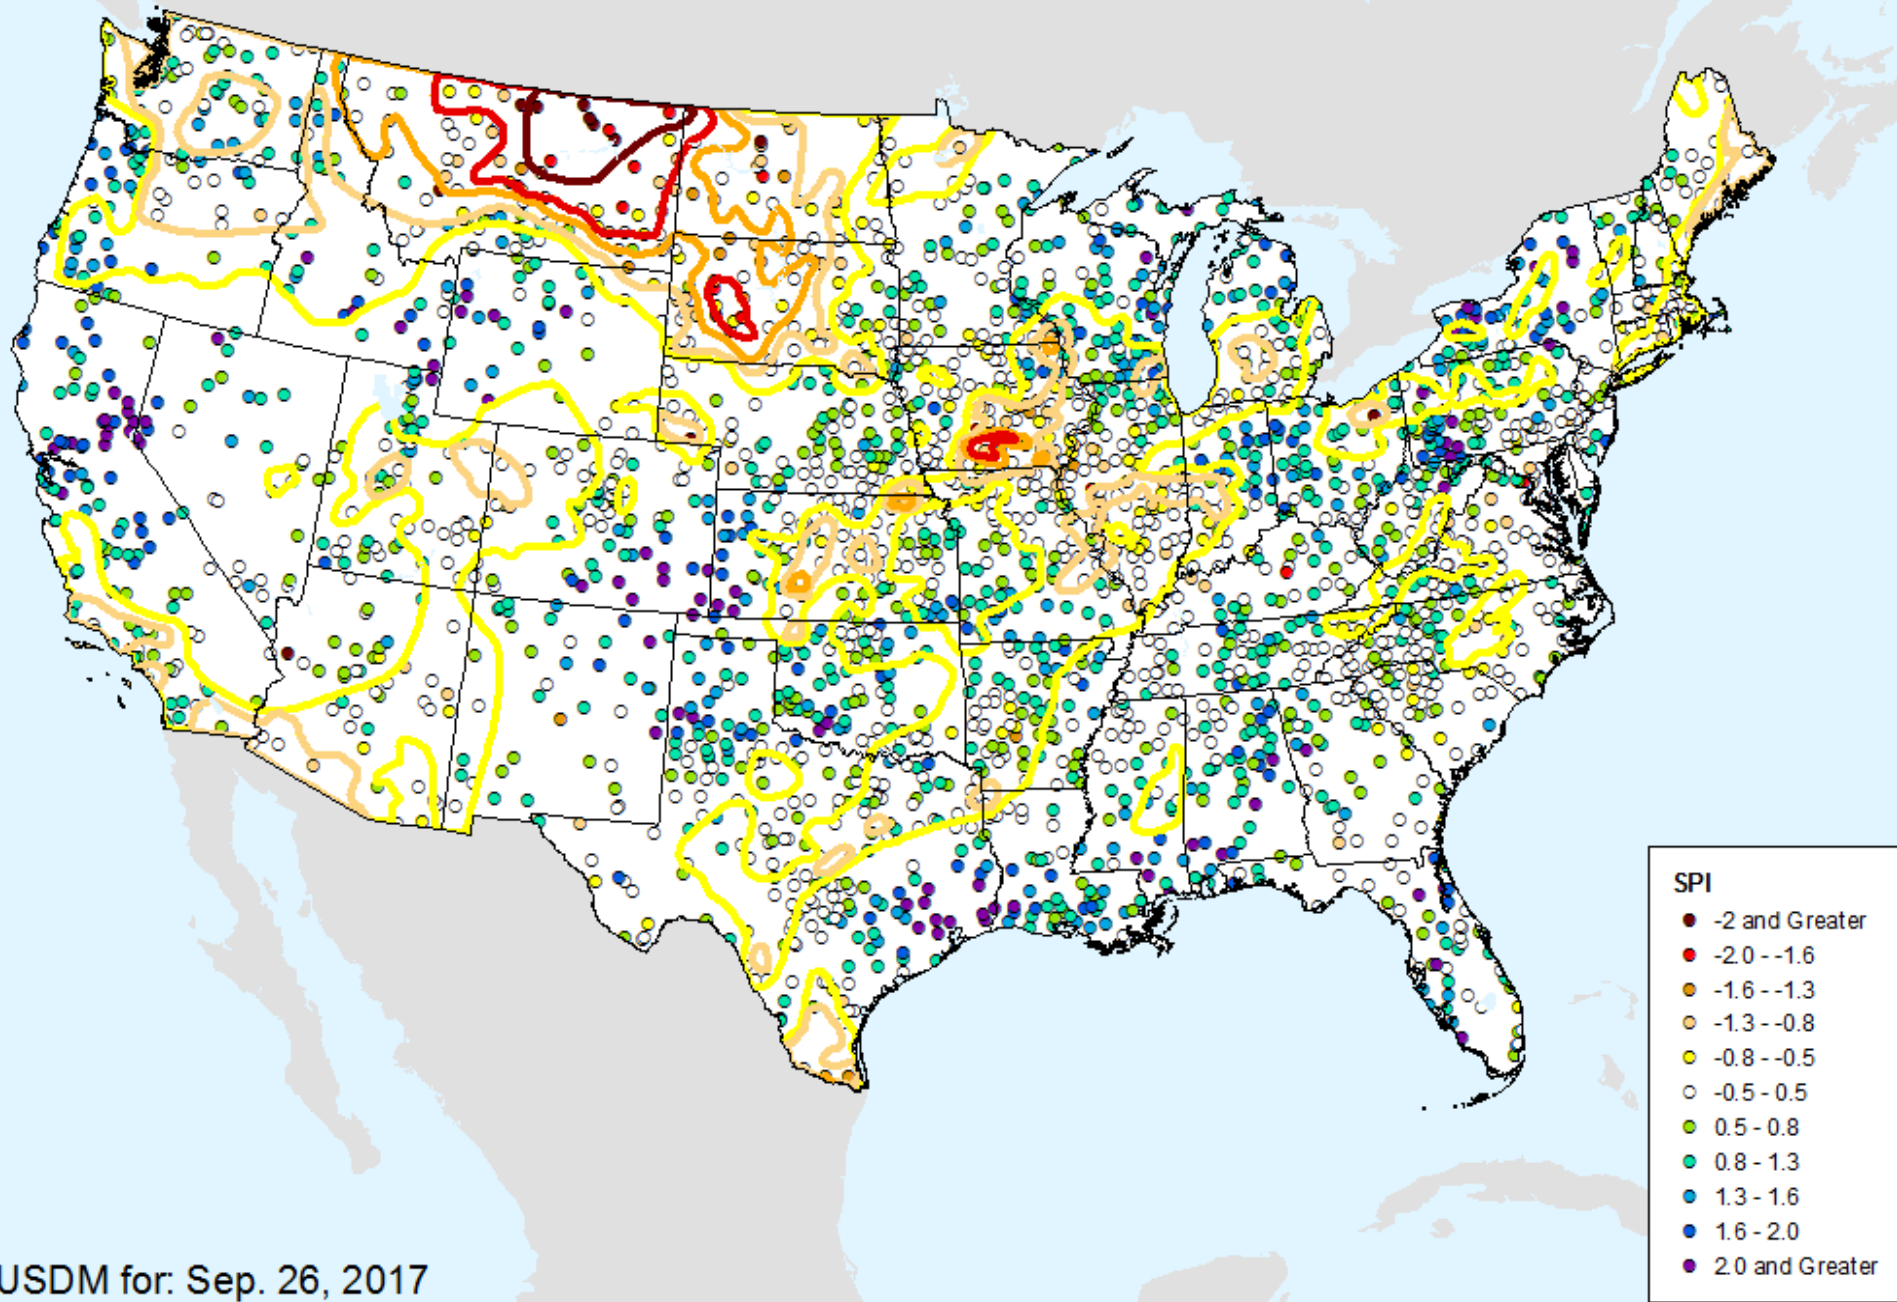 SPI
-2 and Greater
-2.0 - -1.6
-1.6 - -1.3
-1.3 - -0.8
-0.8 - -0.5
-0.5 - 0.5
0.5 - 0.8
0.8 - 1.3
1.3 - 1.6
1.6 - 2.0
2.0 and Greater
USDM for: Sep. 26, 2017